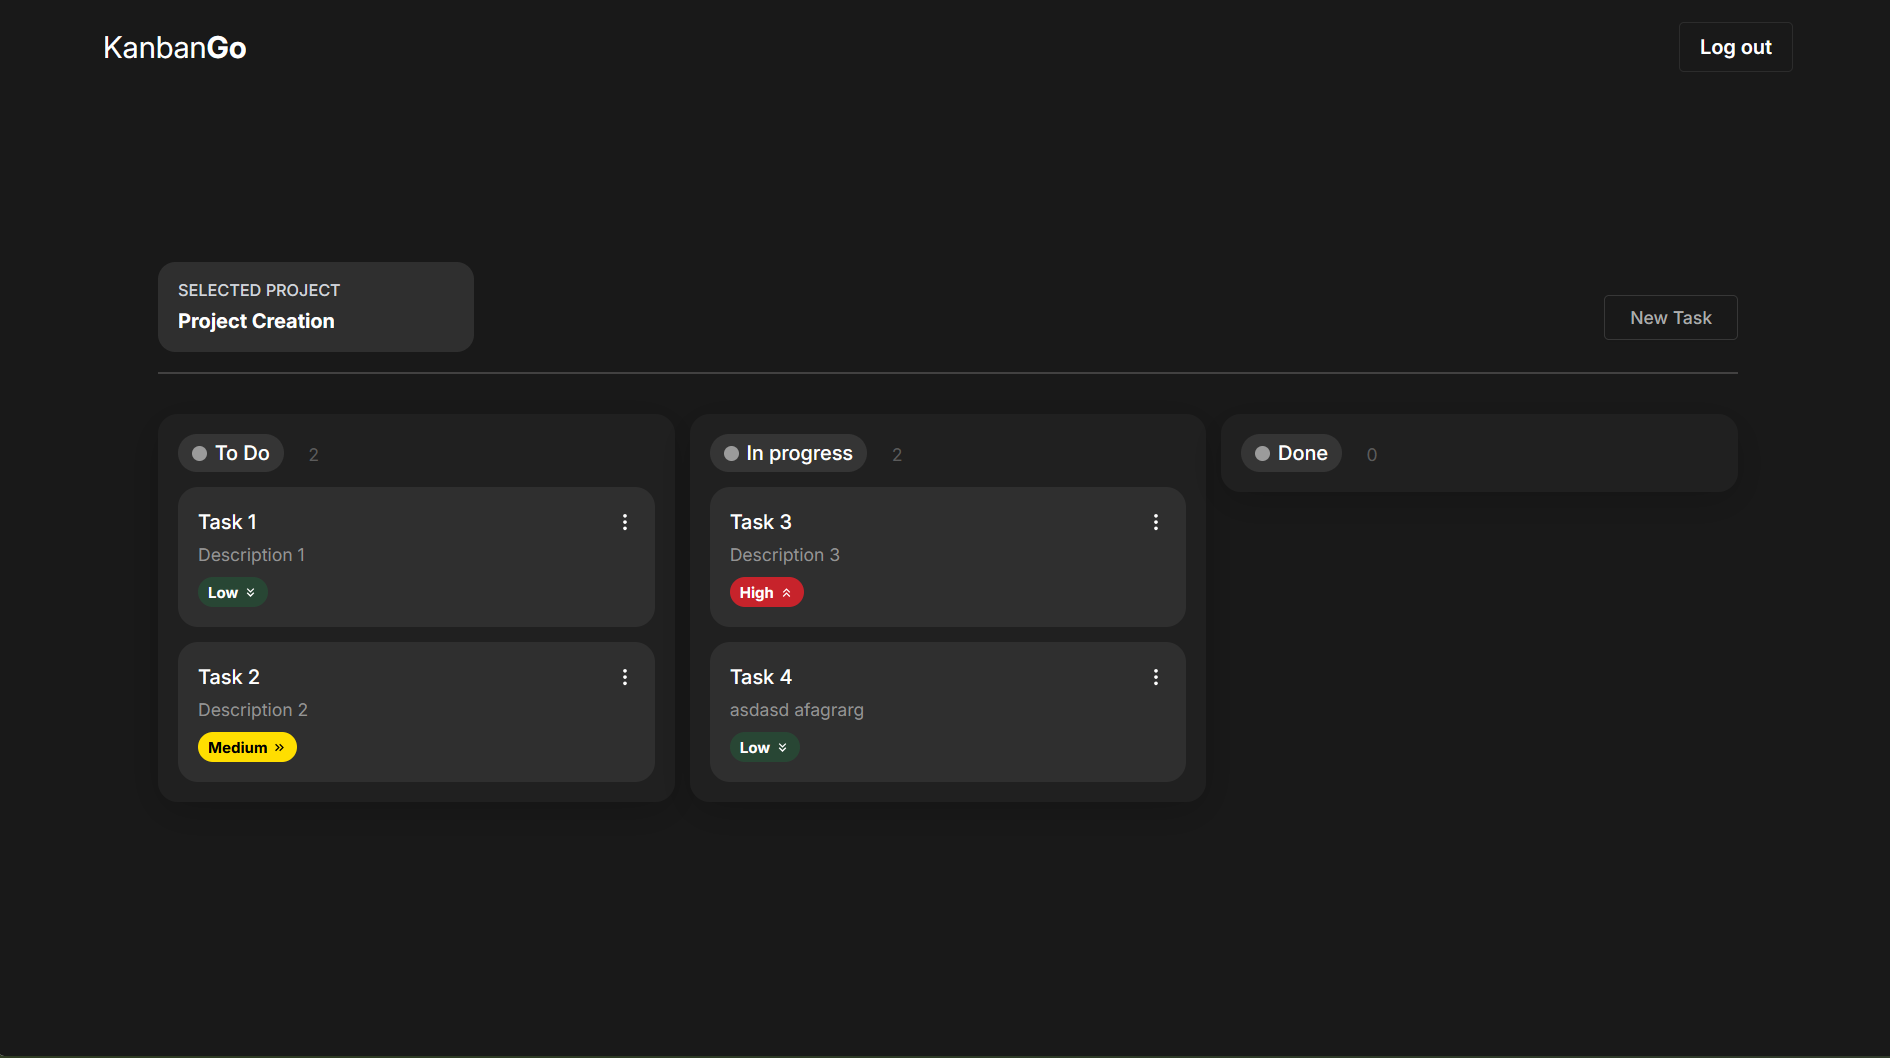 KanbanGo
Log out
SELECTED PROJECT
Project Creation
New Task
To Do 2
Task 1
Description 1
Low
Task 2
Description 2
Medium
In progress 2
Task 3
Description 3
High
Task 4
asdasd afagrarg
Low
Done 0